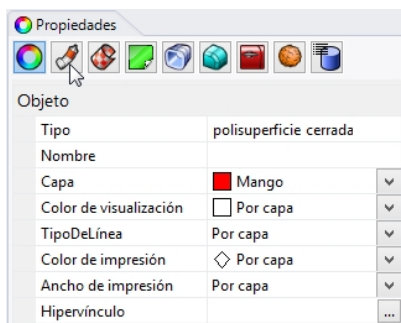 Propiedades
Objeto
Tipo polisuperficie cerrada
Nombre
Capa Mango
Color de visualización Por capa
TipoDeLínea Por capa
Color de impresión Por capa
Ancho de impresión Por capa
Hipervínculo ...